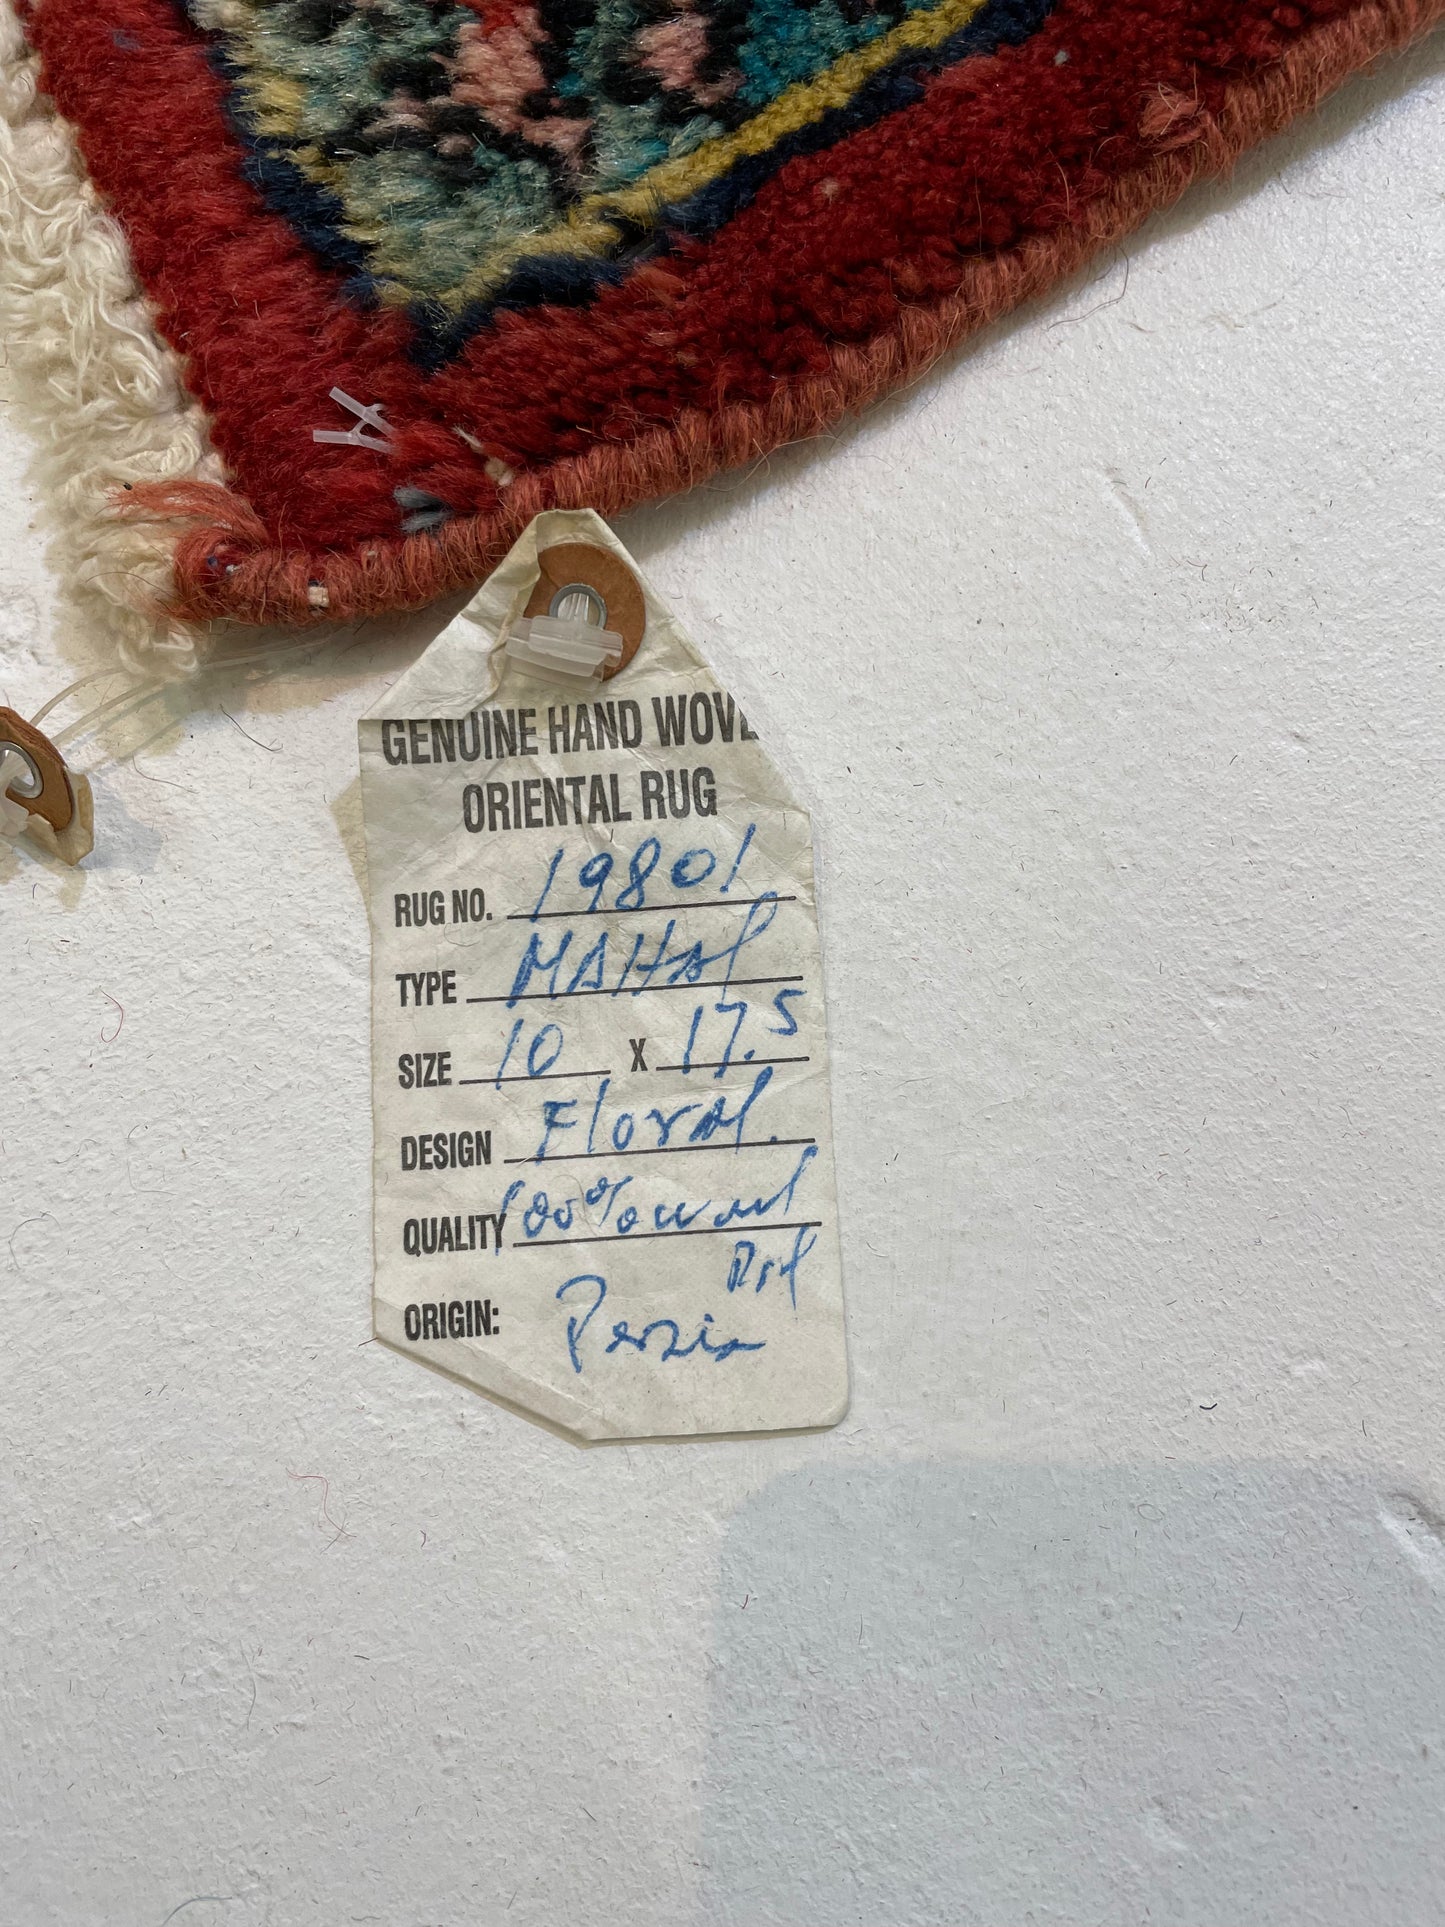 GENUINE HAND WOVE
ORIENTAL RUG
RUG NO. 19801
TYPE MAHAl
SIZE 10 X 17.5
DESIGN Floral.
QUALITY 100% wool
ORIGIN: Persia